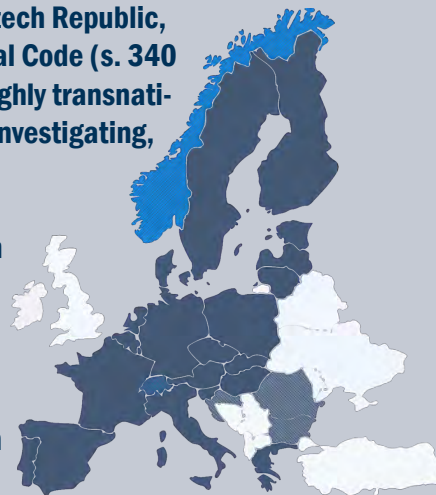 zech Republic,
al Code (s. 340
ghly transnati-
investigating,
n
n